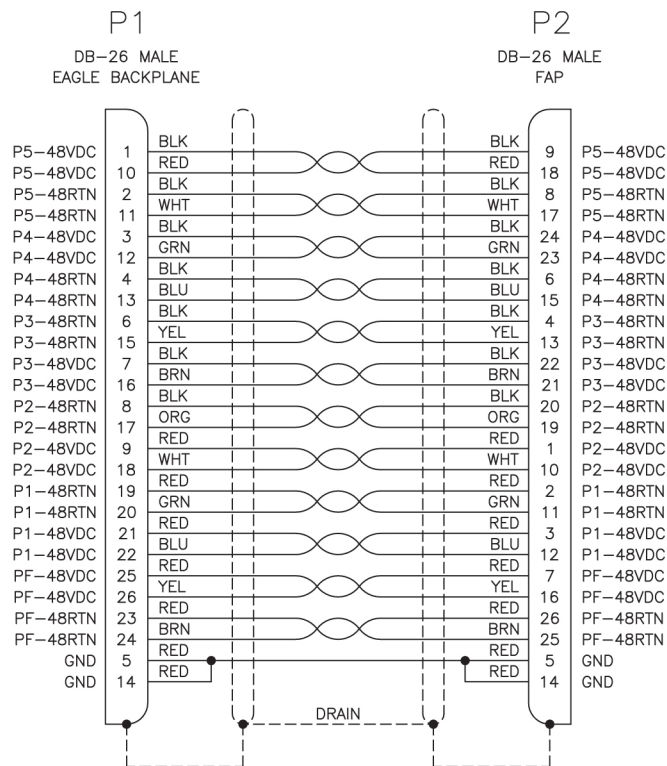 P1 P2
DB-26 MALE DB-26 MALE
EAGLE BACKPLANE FAP
BLK BLK
P5-48VDC 1 9 P5-48VDC
RED RED
P5-48VDC 10 18 P5-48VDC
BLK BLK
P5-48RTN 2 8 P5-48RTN
WHT WHT
P5-48RTN 11 17 P5-48RTN
BLK BLK
P4-48VDC 3 24 P4-48VDC
GRN GRN
P4-48VDC 12 23 P4-48VDC
BLK BLK
P4-48RTN 4 6 P4-48RTN
BLU BLU
P4-48RTN 13 15 P4-48RTN
BLK BLK
P3-48RTN 6 4 P3-48RTN
YEL YEL
P3-48RTN 15 13 P3-48RTN
BLK BLK
P3-48VDC 7 22 P3-48VDC
BRN BRN
P3-48VDC 16 21 P3-48VDC
BLK BLK
P2-48RTN 8 20 P2-48RTN
ORG ORG
P2-48RTN 17 19 P2-48RTN
RED RED
P2-48VDC 9 1 P2-48VDC
WHT WHT
P2-48VDC 18 10 P2-48VDC
RED RED
P1-48RTN 19 2 P1-48RTN
GRN GRN
P1-48RTN 20 11 P1-48RTN
RED RED
P1-48VDC 21 3 P1-48VDC
BLU BLU
P1-48VDC 22 12 P1-48VDC
RED RED
PF-48VDC 25 7 PF-48VDC
YEL YEL
PF-48VDC 26 16 PF-48VDC
RED RED
PF-48RTN 23 26 PF-48RTN
BRN BRN
PF-48RTN 24 25 PF-48RTN
RED RED
GND 5 5 GND
RED RED
GND 14 14 GND
DRAIN